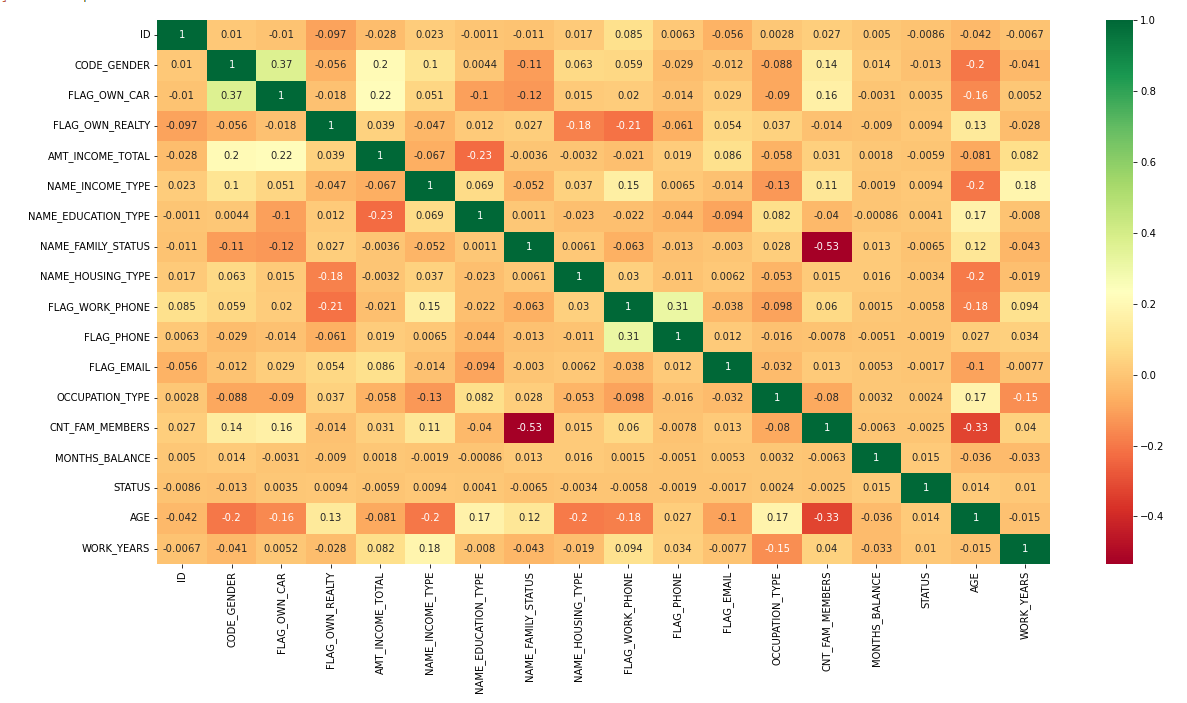 ID 1 0.01 -0.01 -0.097 -0.028 0.023 -0.0011 -0.011 0.017 0.085 0.0063 -0.056 0.0028 0.027 0.005 -0.0086 -0.042 -0.0067
CODE_GENDER 0.01 1 0.37 -0.056 0.2 0.1 0.0044 -0.11 0.063 0.059 -0.029 -0.012 -0.088 0.14 0.014 -0.013 -0.2 -0.041
FLAG_OWN_CAR -0.01 0.37 1 -0.018 0.22 0.051 -0.1 -0.12 0.015 0.02 -0.014 0.029 -0.09 0.16 -0.0031 0.0035 -0.16 0.0052
FLAG_OWN_REALTY -0.097 -0.056 -0.018 1 0.039 -0.047 0.012 0.027 -0.18 -0.21 -0.061 0.054 0.037 -0.014 -0.009 0.0094 0.13 -0.028
AMT_INCOME_TOTAL -0.028 0.2 0.22 0.039 1 -0.067 -0.23 -0.0036 -0.0032 -0.021 0.019 0.086 -0.058 0.031 0.0018 -0.0059 -0.081 0.082
NAME_INCOME_TYPE 0.023 0.1 0.051 -0.047 -0.067 1 0.069 -0.052 0.037 0.15 0.0065 -0.014 -0.13 0.11 -0.0019 0.0094 -0.2 0.18
NAME_EDUCATION_TYPE -0.0011 0.0044 -0.1 0.012 -0.23 0.069 1 0.0011 -0.023 -0.022 -0.044 -0.094 0.082 -0.04 -0.00086 0.0041 0.17 -0.008
NAME_FAMILY_STATUS -0.011 -0.11 -0.12 0.027 -0.0036 -0.052 0.0011 1 0.0061 -0.063 -0.013 -0.003 0.028 -0.53 0.013 -0.0065 0.12 -0.043
NAME_HOUSING_TYPE 0.017 0.063 0.015 -0.18 -0.0032 0.037 -0.023 0.0061 1 0.03 -0.011 0.0062 -0.053 0.015 0.016 -0.0034 -0.2 -0.019
FLAG_WORK_PHONE 0.085 0.059 0.02 -0.21 -0.021 0.15 -0.022 -0.063 0.03 1 0.31 -0.038 -0.098 0.06 0.0015 -0.0058 -0.18 0.094
FLAG_PHONE 0.0063 -0.029 -0.014 -0.061 0.019 0.0065 -0.044 -0.013 -0.011 0.31 1 0.012 -0.016 -0.0078 -0.0051 -0.0019 0.027 0.034
FLAG_EMAIL -0.056 -0.012 0.029 0.054 0.086 -0.014 -0.094 -0.003 0.0062 -0.038 0.012 1 -0.032 0.013 0.0053 -0.0017 -0.1 -0.0077
OCCUPATION_TYPE 0.0028 -0.088 -0.09 0.037 -0.058 -0.13 0.082 0.028 -0.053 -0.098 -0.016 -0.032 1 -0.08 0.0032 0.0024 0.17 -0.15
CNT_FAM_MEMBERS 0.027 0.14 0.16 -0.014 0.031 0.11 -0.04 -0.53 0.015 0.06 -0.0078 0.013 -0.08 1 -0.0063 -0.0025 -0.33 0.04
MONTHS_BALANCE 0.005 0.014 -0.0031 -0.009 0.0018 -0.0019 -0.00086 0.013 0.016 0.0015 -0.0051 0.0053 0.0032 -0.0063 1 0.015 -0.036 -0.033
STATUS -0.0086 -0.013 0.0035 0.0094 -0.0059 0.0094 0.0041 -0.0065 -0.0034 -0.0058 -0.0019 -0.0017 0.0024 -0.0025 0.015 1 0.014 0.01
AGE -0.042 -0.2 -0.16 0.13 -0.081 -0.2 0.17 0.12 -0.2 -0.18 0.027 -0.1 0.17 -0.33 -0.036 0.014 1 -0.015
WORK_YEARS -0.0067 -0.041 0.0052 -0.028 0.082 0.18 -0.008 -0.043 -0.019 0.094 0.034 -0.0077 -0.15 0.04 -0.033 0.01 -0.015 1
ID
CODE_GENDER
FLAG_OWN_CAR
FLAG_OWN_REALTY
AMT_INCOME_TOTAL
NAME_INCOME_TYPE
NAME_EDUCATION_TYPE
NAME_FAMILY_STATUS
NAME_HOUSING_TYPE
FLAG_WORK_PHONE
FLAG_PHONE
FLAG_EMAIL
OCCUPATION_TYPE
CNT_FAM_MEMBERS
MONTHS_BALANCE
STATUS
AGE
WORK_YEARS
1.0
0.8
0.6
0.4
0.2
0.0
−0.2
−0.4